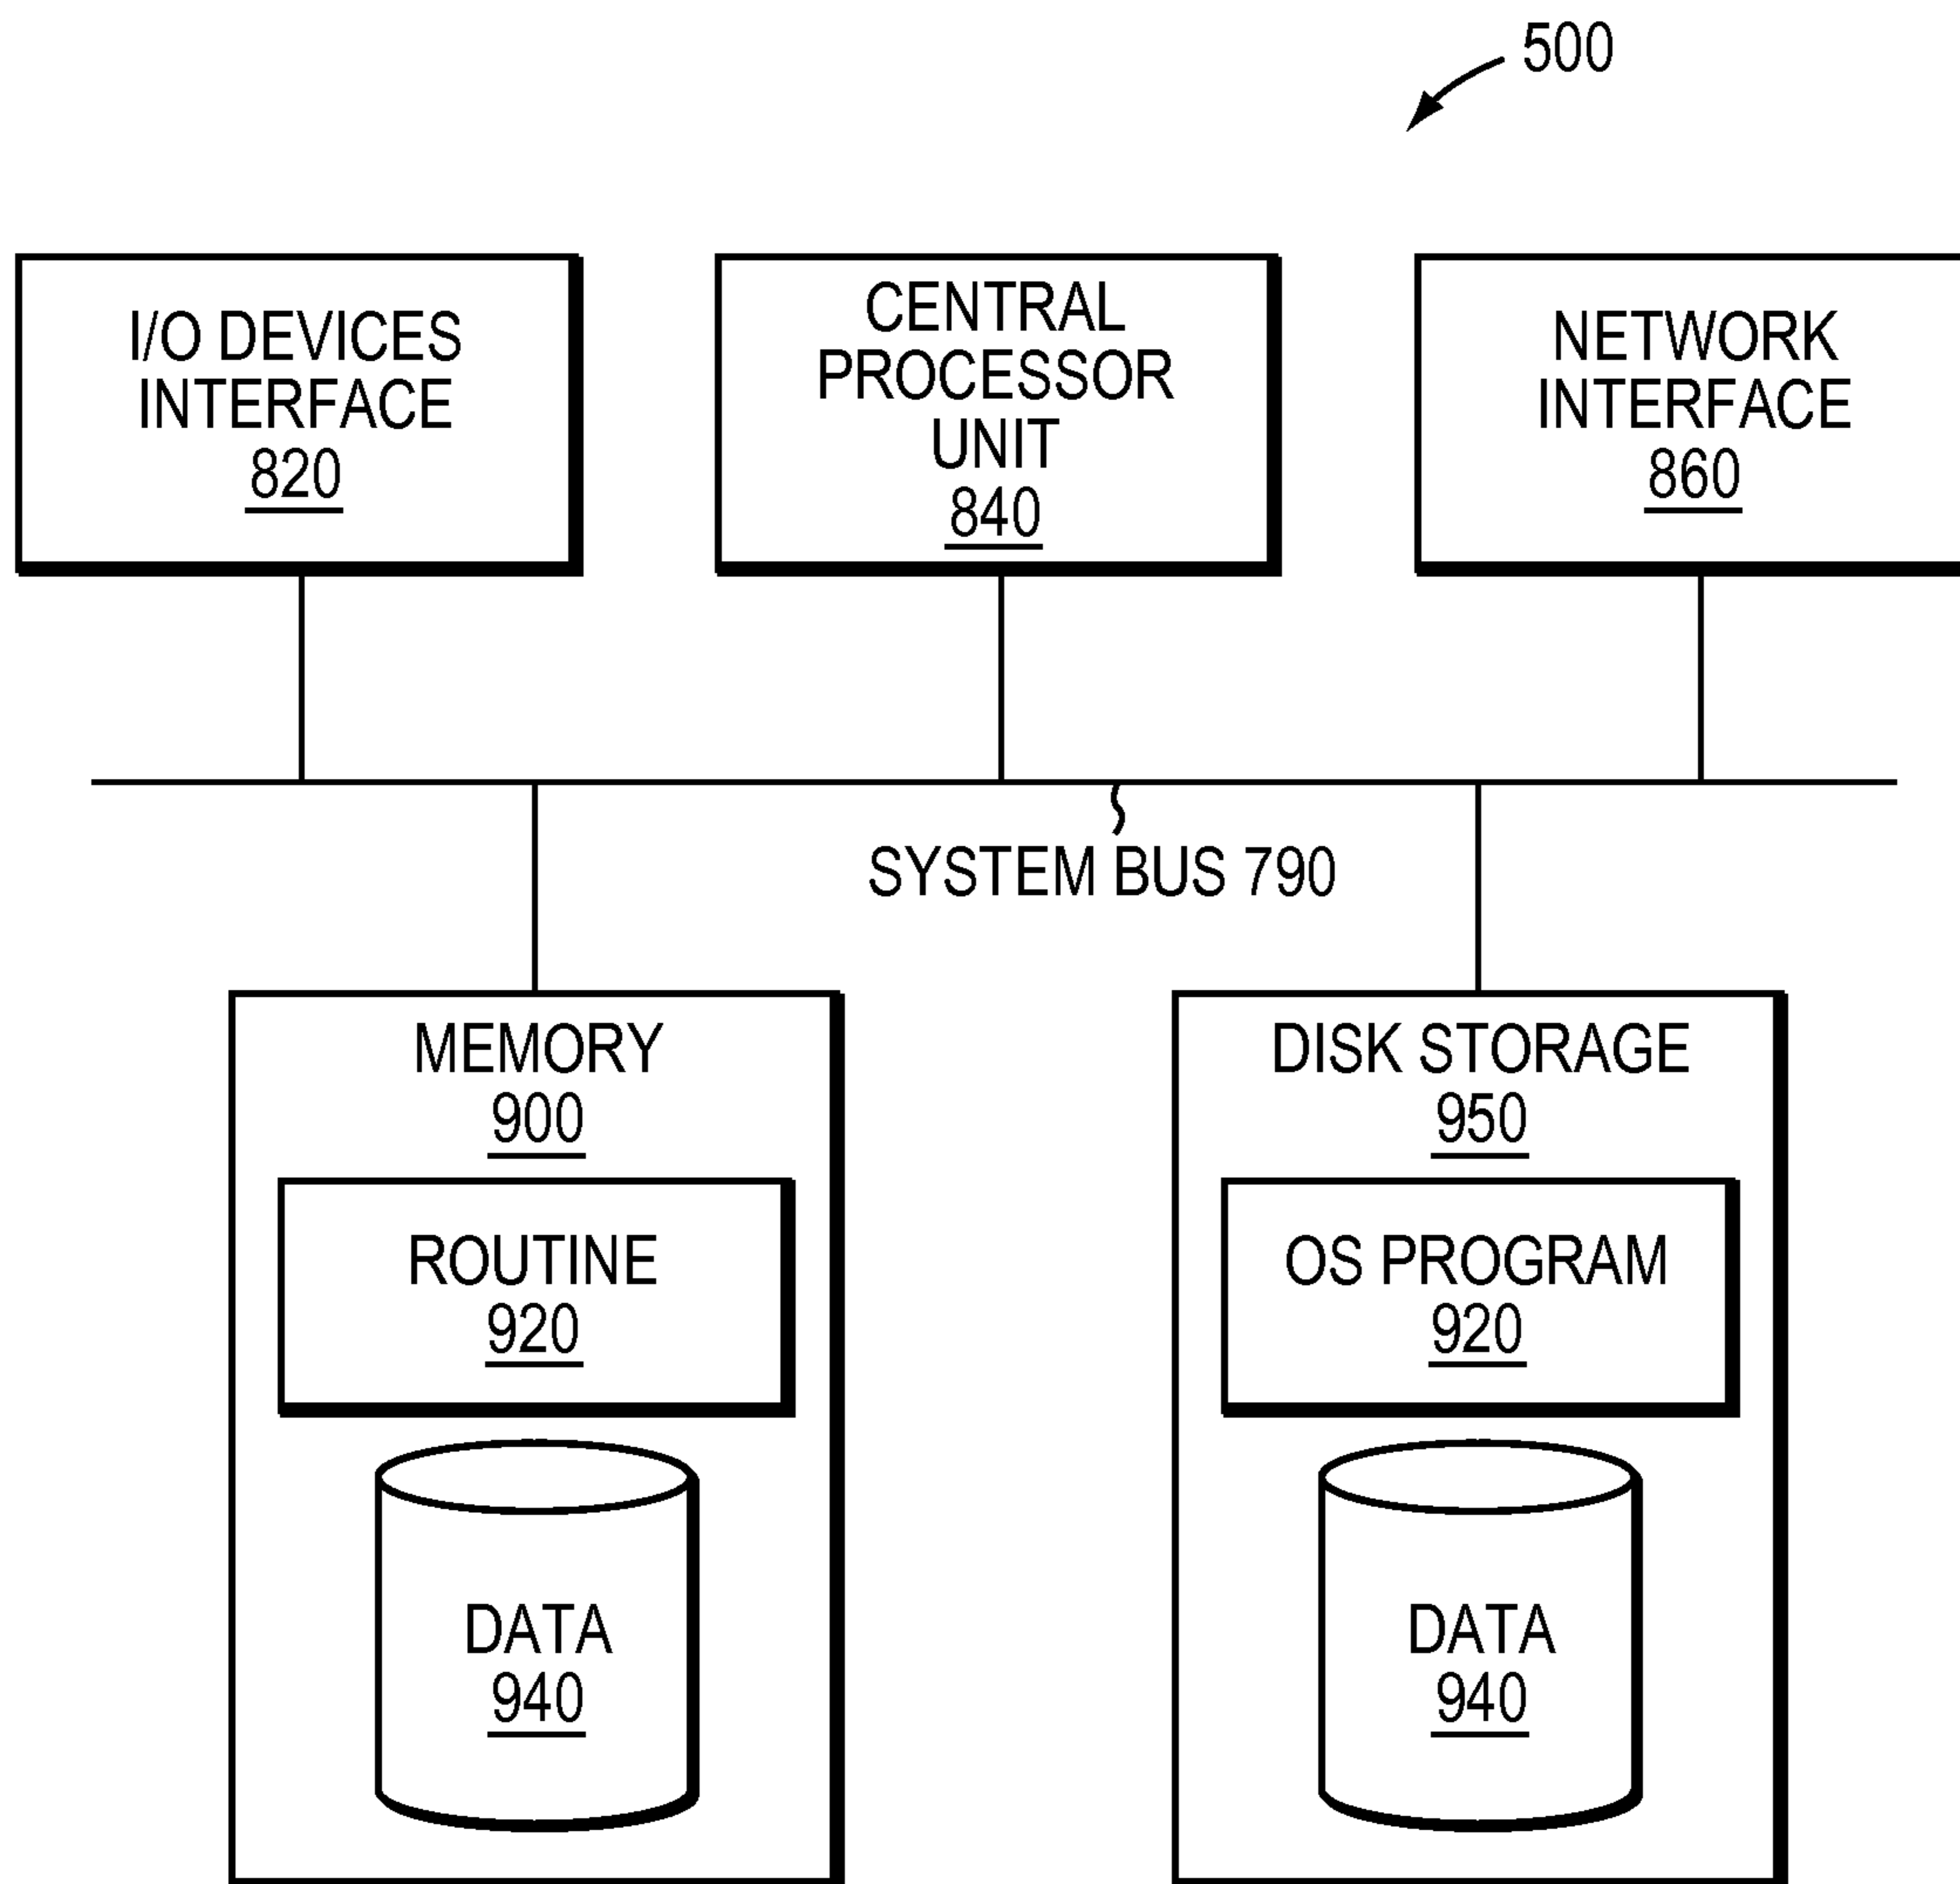 500
I/O DEVICES
INTERFACE
820
CENTRAL
PROCESSOR
UNIT
840
NETWORK
INTERFACE
860
SYSTEM BUS 790
MEMORY
900
ROUTINE
920
DATA
940
DISK STORAGE
950
OS PROGRAM
920
DATA
940